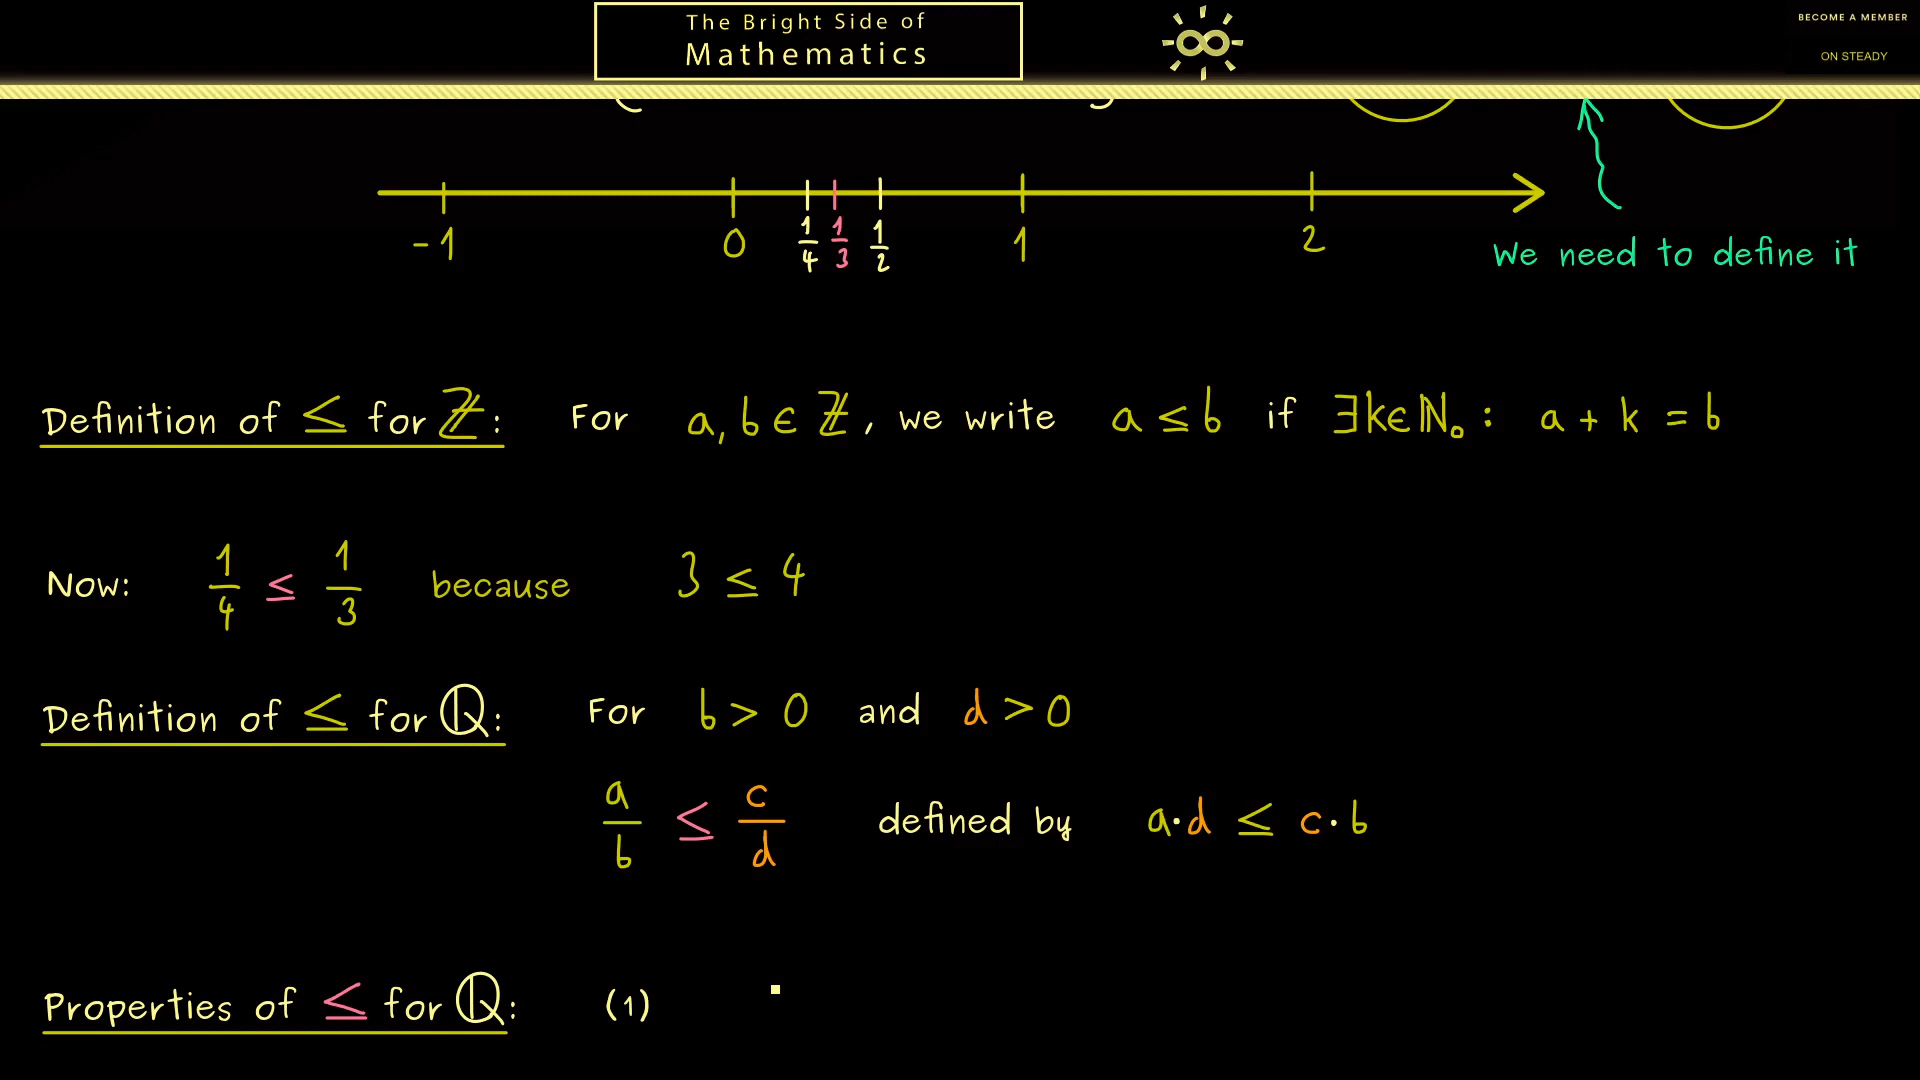 The Bright Side of
Mathematics
BECOME A MEMBER
ON STEADY
-1 0 1/4 1/3 1/2 1 2
We need to define it
Definition of ≤ for ℤ: For a, b ∈ ℤ, we write a ≤ b if ∃k∈ℕ₀: a + k = b
Now: 1/4 ≤ 1/3 because 3 ≤ 4
Definition of ≤ for ℚ: For b > 0 and d > 0
a/b ≤ c/d defined by a·d ≤ c·b
Properties of ≤ for ℚ: (1)